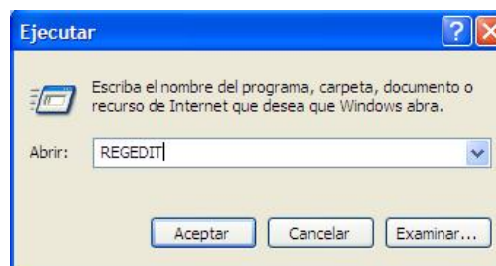 Ejecutar
Escriba el nombre del programa, carpeta, documento o
recurso de Internet que desea que Windows abra.
Abrir: REGEDIT
Aceptar Cancelar Examinar...